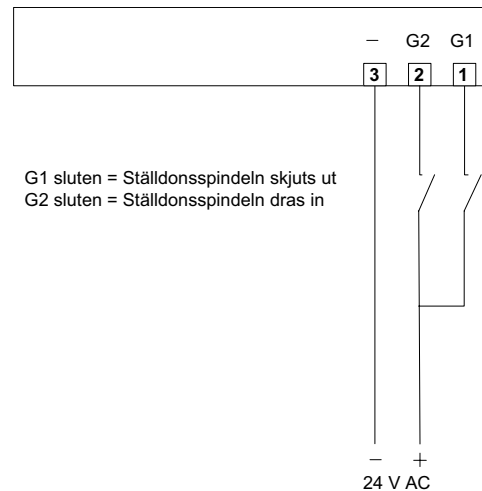 – G2 G1
3 2 1
G1 sluten = Ställdonsspindeln skjuts ut
G2 sluten = Ställdonsspindeln dras in
– +
24 V AC